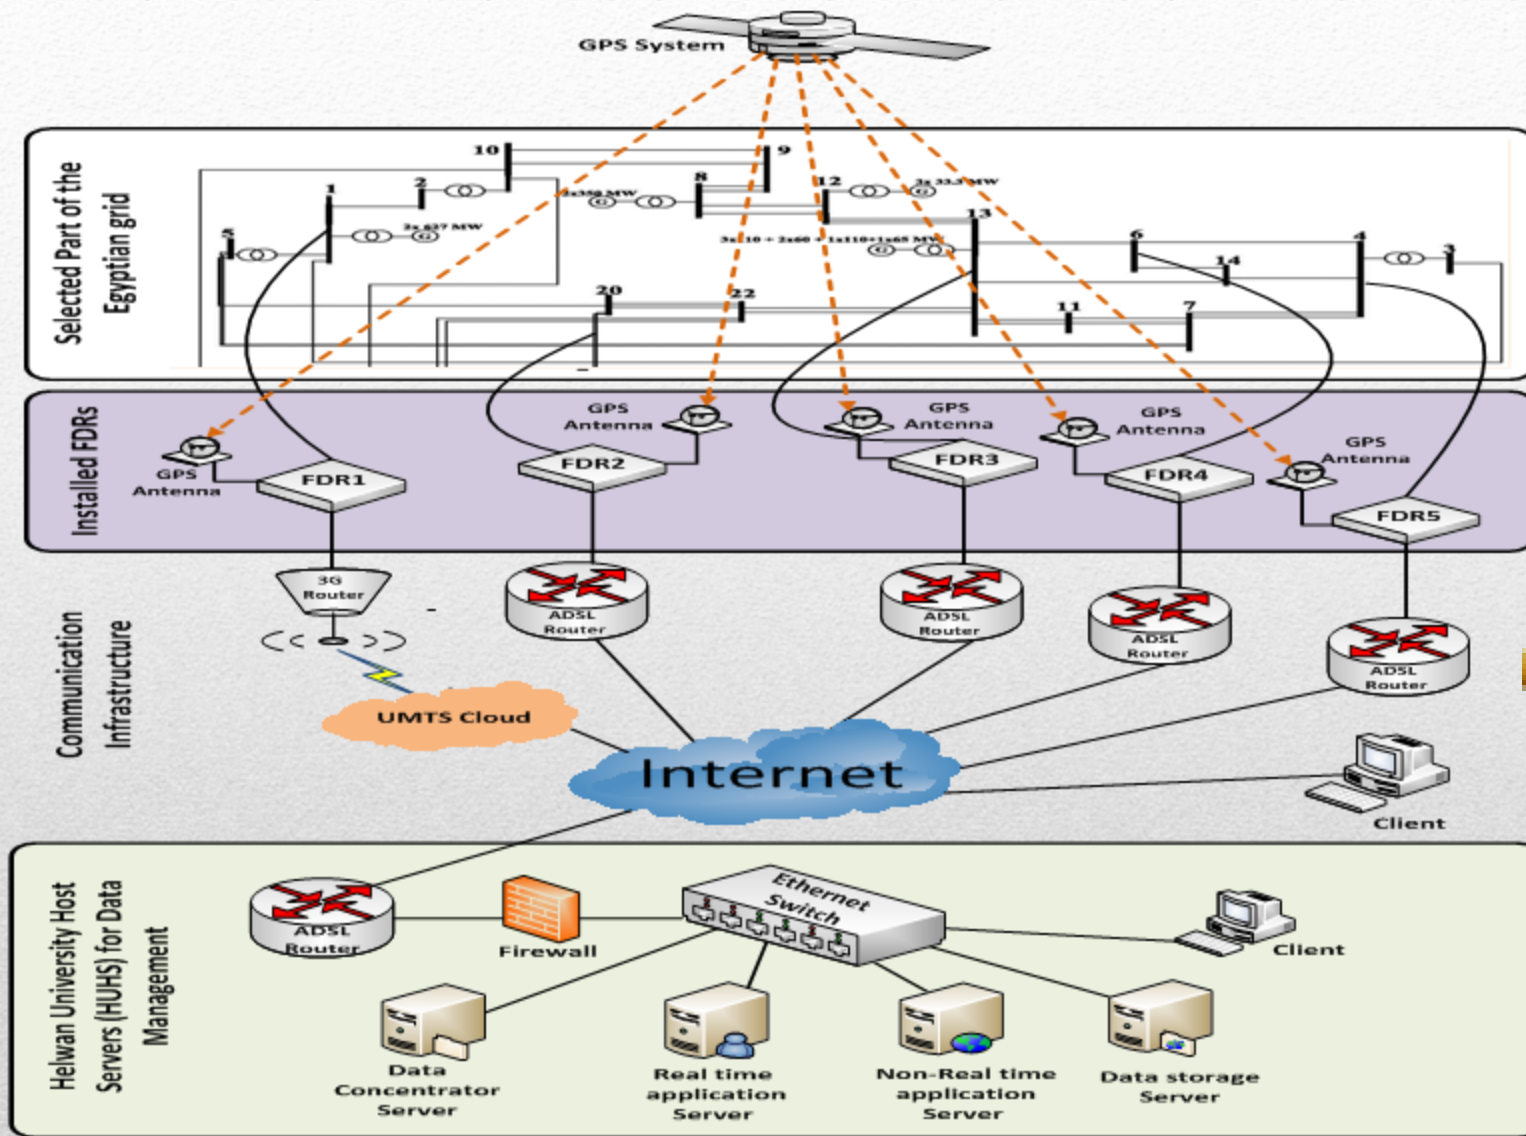 GPS System
Selected Part of the
Egyptian grid
10
9
1
2
8
12
2x350 MW
3x 33.5 MW
13
2x 627 MW
5
6
4
3
14
20
22
11
7
Installed FDRs
GPS
Antenna
FDR1
GPS
Antenna
FDR2
GPS
Antenna
FDR3
GPS
Antenna
FDR4
GPS
Antenna
FDR5
Communication
Infrastructure
3G
Router
ADSL
Router
ADSL
Router
ADSL
Router
ADSL
Router
UMTS Cloud
Internet
Client
Helwan University Host
Servers (HUHS) for Data
Management
ADSL
Router
Firewall
Ethernet
Switch
Client
Data
Concentrator
Server
Real time
application
Server
Non-Real time
application
Server
Data storage
Server